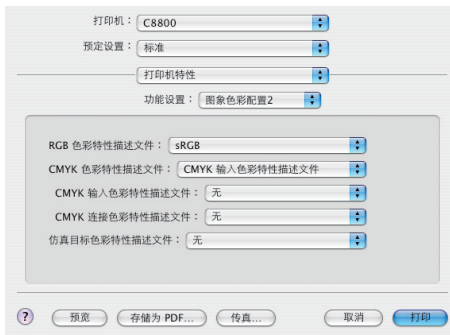 打印机： C8800
预定设置： 标准
打印机特性
功能设置： 图象色彩配置2
RGB 色彩特性描述文件： sRGB
CMYK 色彩特性描述文件： CMYK 输入色彩特性描述文件
CMYK 输入色彩特性描述文件： 无
CMYK 连接色彩特性描述文件： 无
仿真目标色彩特性描述文件： 无
? 预览 存储为 PDF... 传真... 取消 打印